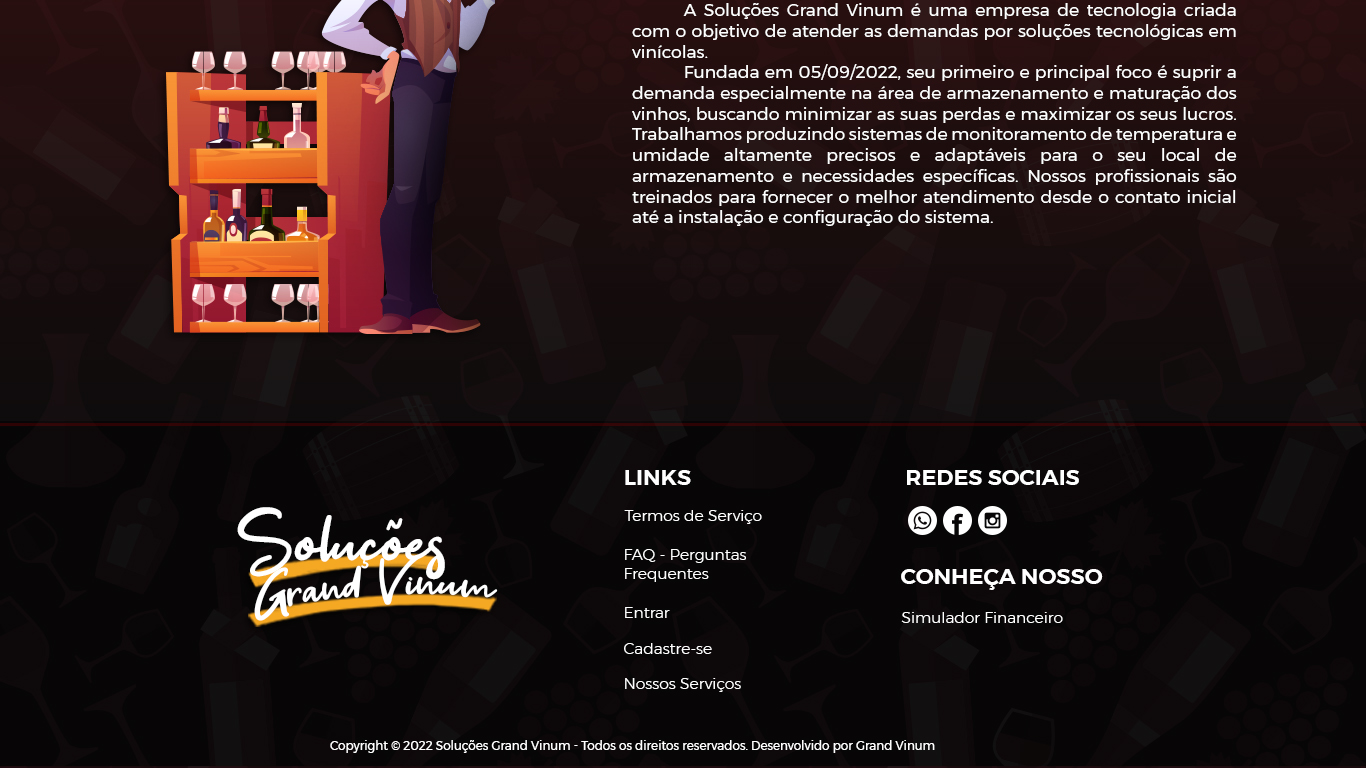 A Soluções Grand Vinum é uma empresa de tecnologia criada
com o objetivo de atender as demandas por soluções tecnológicas em
vinícolas.
Fundada em 05/09/2022, seu primeiro e principal foco é suprir a
demanda especialmente na área de armazenamento e maturação dos
vinhos, buscando minimizar as suas perdas e maximizar os seus lucros.
Trabalhamos produzindo sistemas de monitoramento de temperatura e
umidade altamente precisos e adaptáveis para o seu local de
armazenamento e necessidades específicas. Nossos profissionais são
treinados para fornecer o melhor atendimento desde o contato inicial
até a instalação e configuração do sistema.
Soluções
Grand Vinum
LINKS
Termos de Serviço
FAQ - Perguntas
Frequentes
Entrar
Cadastre-se
Nossos Serviços
REDES SOCIAIS
CONHEÇA NOSSO
Simulador Financeiro
Copyright © 2022 Soluções Grand Vinum - Todos os direitos reservados. Desenvolvido por Grand Vinum